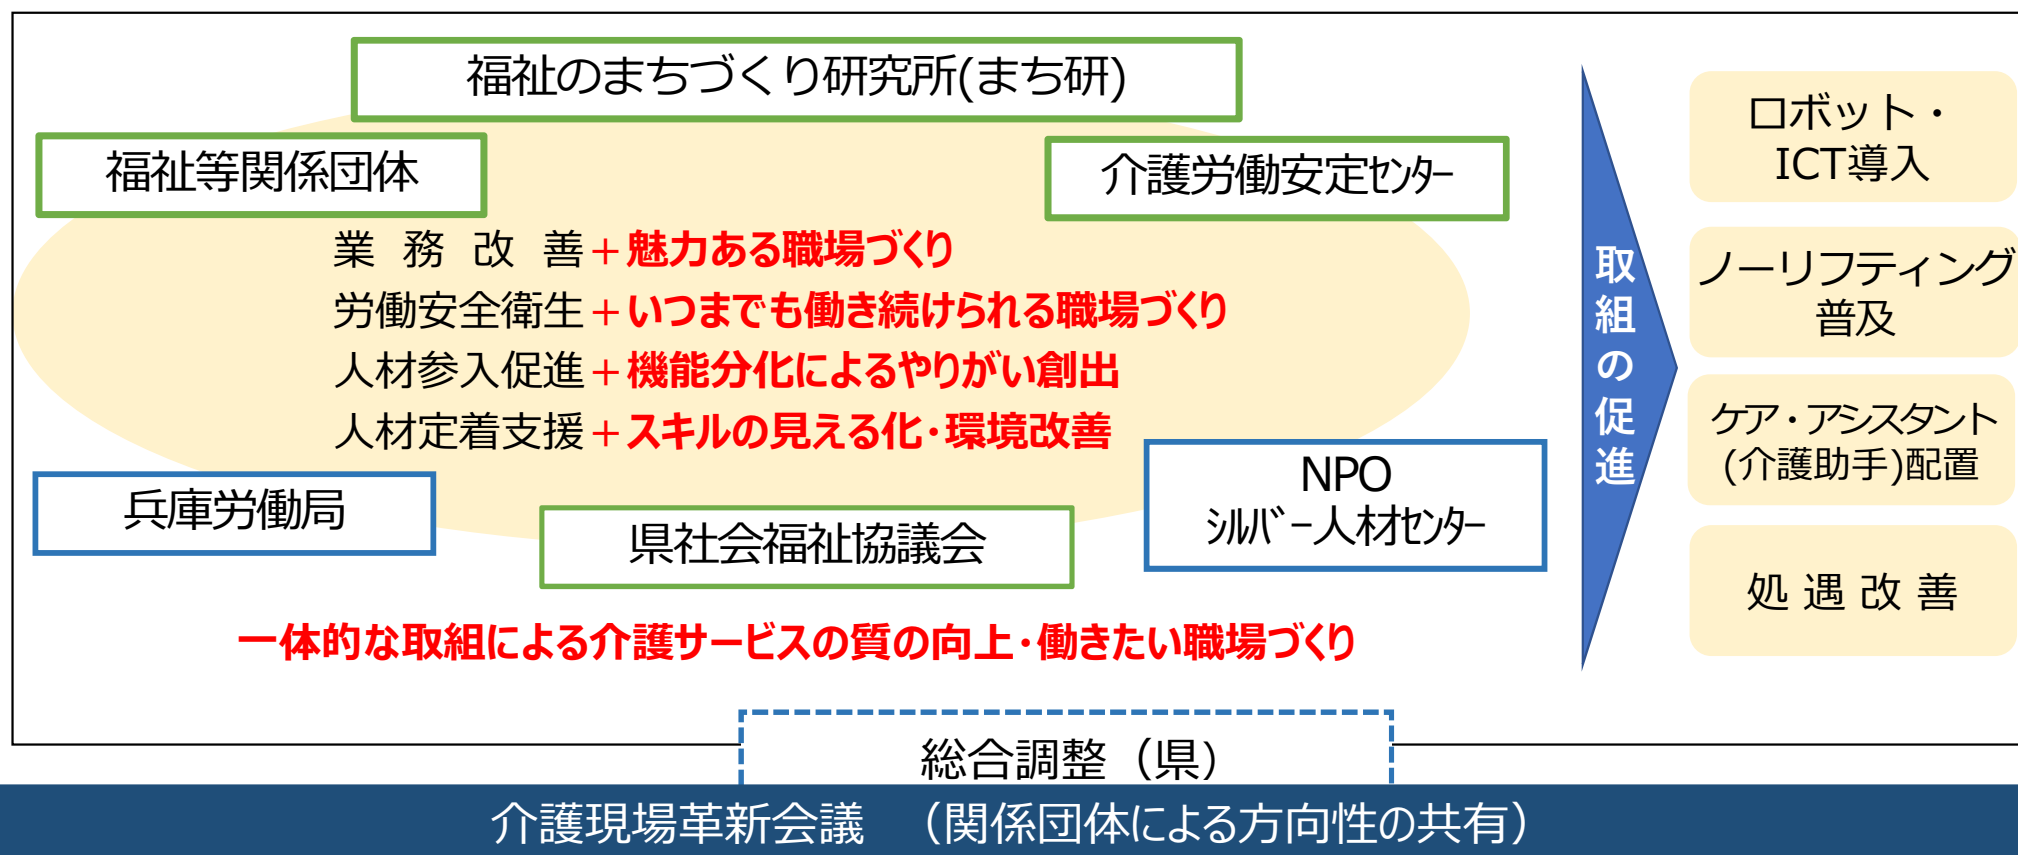 福祉のまちづくり研究所(まち研)
福祉等関係団体
介護労働安定ｾﾝﾀｰ
業務改善＋魅力ある職場づくり
労働安全衛生＋いつまでも働き続けられる職場づくり
人材参入促進＋機能分化によるやりがい創出
人材定着支援＋スキルの見える化･環境改善
兵庫労働局
県社会福祉協議会
NPO
ｼﾙﾊﾞｰ人材ｾﾝﾀｰ
一体的な取組による介護サービスの質の向上･働きたい職場づくり
取組の促進
ロボット・
ICT導入
ノーリフティング
普及
ケア・アシスタント
(介護助手)配置
処遇改善
総合調整（県）
介護現場革新会議　（関係団体による方向性の共有）